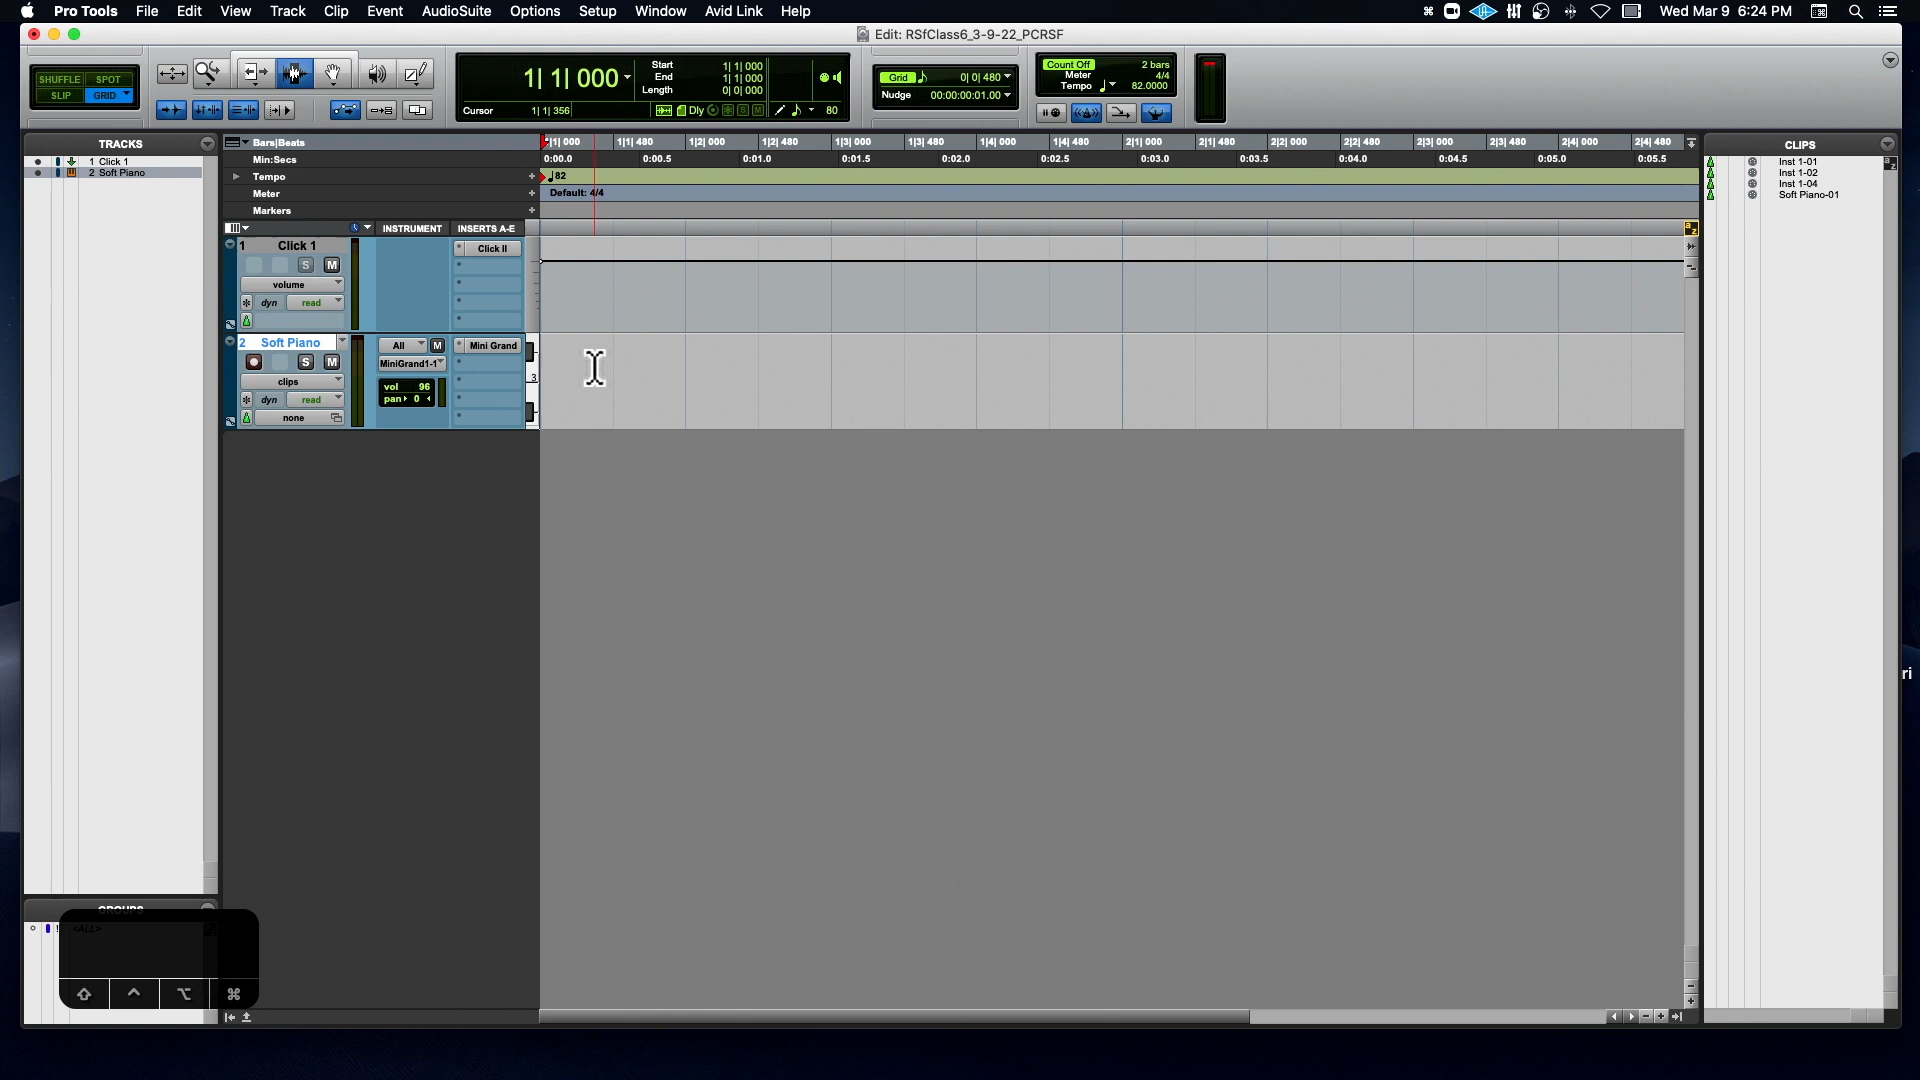 Pro Tools File Edit View Track Clip Event AudioSuite Options Setup Window Avid Link Help Wed Mar 9 6:24 PM
Edit: RSfClass6_3-9-22_PCRSF
SHUFFLE SPOT
SLIP GRID
1| 1| 000
Start 1| 1| 000
End 1| 1| 000
Length 0| 0| 000
Cursor 1| 1| 356 Dly S M 80
Grid 0| 0| 480
Nudge 00:00:00:01.00
Count Off 2 bars
Meter 4/4
Tempo 82.0000
TRACKS
1 Click 1
2 Soft Piano
Bars|Beats 1|1| 000 1|1| 480 1|2| 000 1|2| 480 1|3| 000 1|3| 480 1|4| 000 1|4| 480 2|1| 000 2|1| 480 2|2| 000 2|2| 480 2|3| 000 2|3| 480 2|4| 000 2|4| 480
Min:Secs 0:00.0 0:00.5 0:01.0 0:01.5 0:02.0 0:02.5 0:03.0 0:03.5 0:04.0 0:04.5 0:05.0 0:05.5
Tempo 82
Meter Default: 4/4
Markers
INSTRUMENT INSERTS A-E
1 Click 1 Click II
S M
volume
dyn read
2 Soft Piano All M Mini Grand
S M MiniGrand1-1
clips vol 96
dyn read pan 0
none
3
CLIPS
Inst 1-01
Inst 1-02
Inst 1-04
Soft Piano-01
a z
GROUPS
! <ALL>
ri